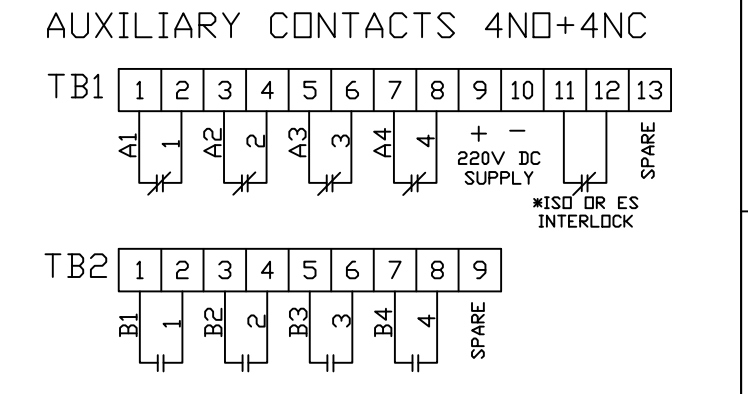 AUXILIARY CONTACTS 4NO+4NC
TB1 1 2 3 4 5 6 7 8 9 10 11 12 13
A1 1 A2 2 A3 3 A4 4 + - SPARE
220V DC
SUPPLY
*ISO OR ES
INTERLOCK
TB2 1 2 3 4 5 6 7 8 9
B1 1 B2 2 B3 3 B4 4 SPARE